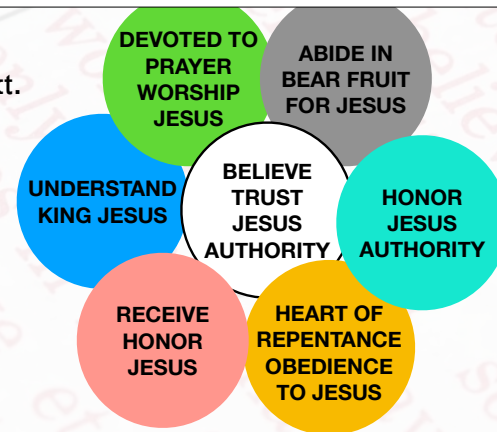 tt.
DEVOTED TO
PRAYER
WORSHIP
JESUS
ABIDE IN
BEAR FRUIT
FOR JESUS
UNDERSTAND
KING JESUS
BELIEVE
TRUST
JESUS
AUTHORITY
HONOR
JESUS
AUTHORITY
RECEIVE
HONOR
JESUS
HEART OF
REPENTANCE
OBEDIENCE
TO JESUS